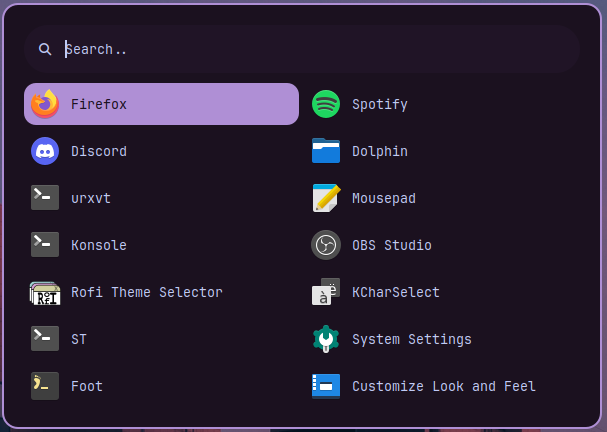 Search..
Firefox
Spotify
Discord
Dolphin
urxvt
Mousepad
Konsole
OBS Studio
Rofi Theme Selector
KCharSelect
ST
System Settings
Foot
Customize Look and Feel